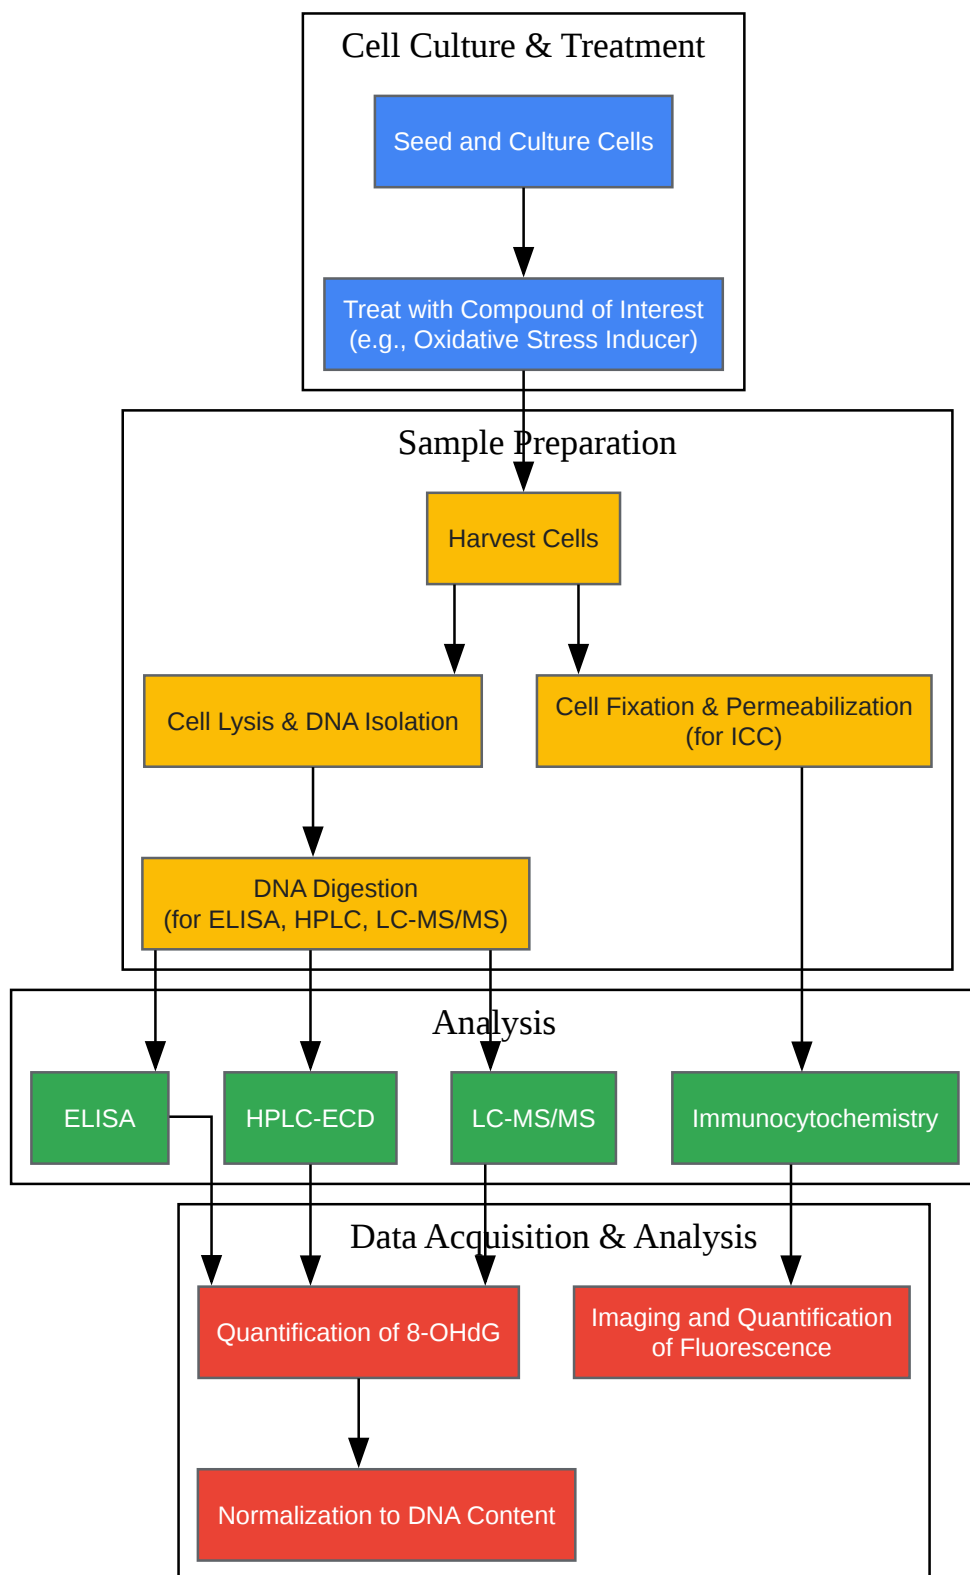 Cell Culture & Treatment
Seed and Culture Cells
Treat with Compound of Interest
(e.g., Oxidative Stress Inducer)
Sample Preparation
Harvest Cells
Cell Lysis & DNA Isolation
Cell Fixation & Permeabilization
(for ICC)
DNA Digestion
(for ELISA, HPLC, LC-MS/MS)
Analysis
ELISA
HPLC-ECD
LC-MS/MS
Immunocytochemistry
Data Acquisition & Analysis
Quantification of 8-OHdG
Imaging and Quantification
of Fluorescence
Normalization to DNA Content